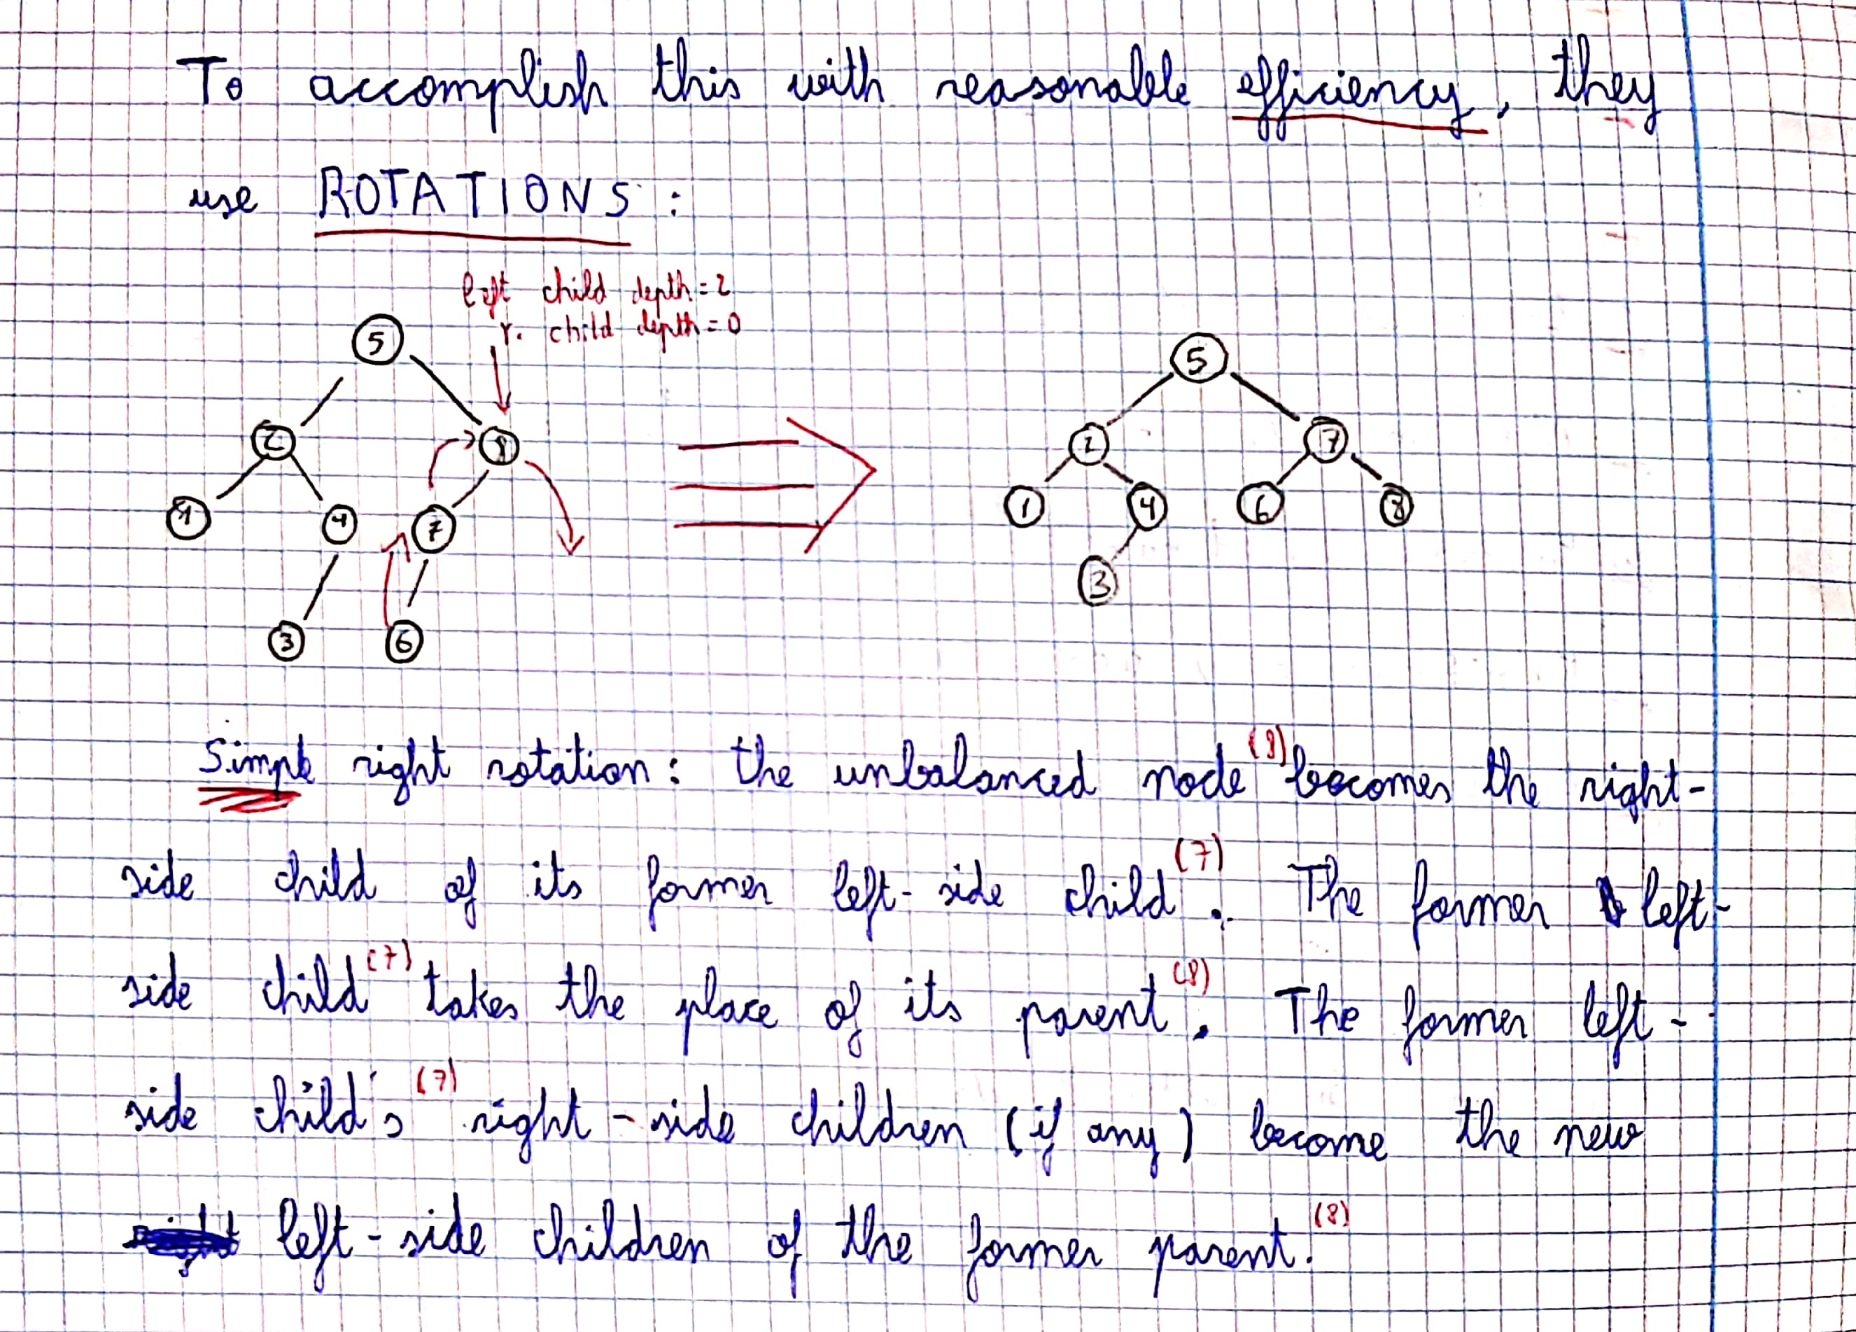 To accomplish this with reasonable efficiency, they
use ROTATIONS:
left child depth=2
r. child depth=0
5
5
2
8
2
7
1
4
7
1
4
6
8
3
3
6
Simple right rotation: the unbalanced node (8) becomes the right-
side child of its former left-side child (7). The former left-
side child (7) takes the place of its parent (8). The former left-
side child's (7) right-side children (if any) become the new
left-side children of the former parent. (8)